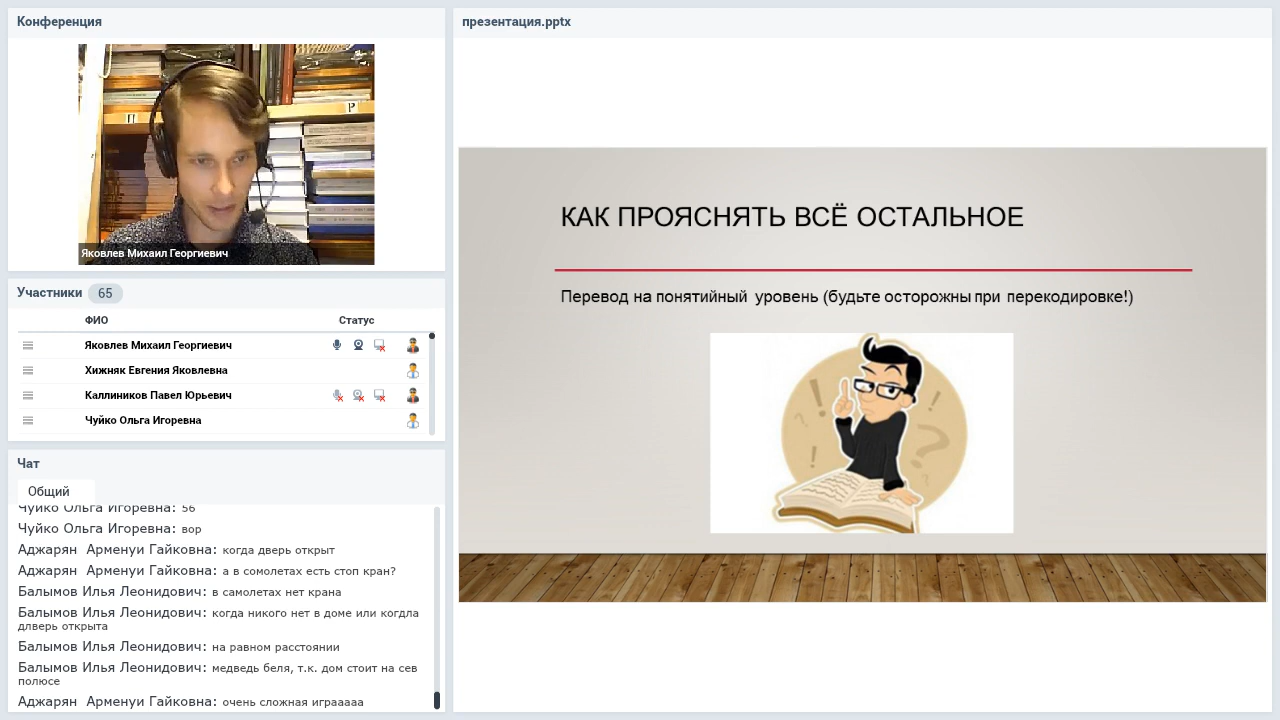 Конференция
П
Р
Яковлев Михаил Георгиевич
Участники 65
ФИО Статус
Яковлев Михаил Георгиевич
Хижняк Евгения Яковлевна
Каллиников Павел Юрьевич
Чуйко Ольга Игоревна
Чат
Общий
Чуйко Ольга Игоревна: 56
Чуйко Ольга Игоревна: вор
Аджарян Арменуи Гайковна: когда дверь открыт
Аджарян Арменуи Гайковна: а в сомолетах есть стоп кран?
Балымов Илья Леонидович: в самолетах нет крана
Балымов Илья Леонидович: когда никого нет в доме или когдла
длверь открыта
Балымов Илья Леонидович: на равном расстоянии
Балымов Илья Леонидович: медведь беля, т.к. дом стоит на сев
полюсе
Аджарян Арменуи Гайковна: очень сложная играаааа
презентация.pptx
КАК ПРОЯСНЯТЬ ВСЁ ОСТАЛЬНОЕ
Перевод на понятийный уровень (будьте осторожны при перекодировке!)